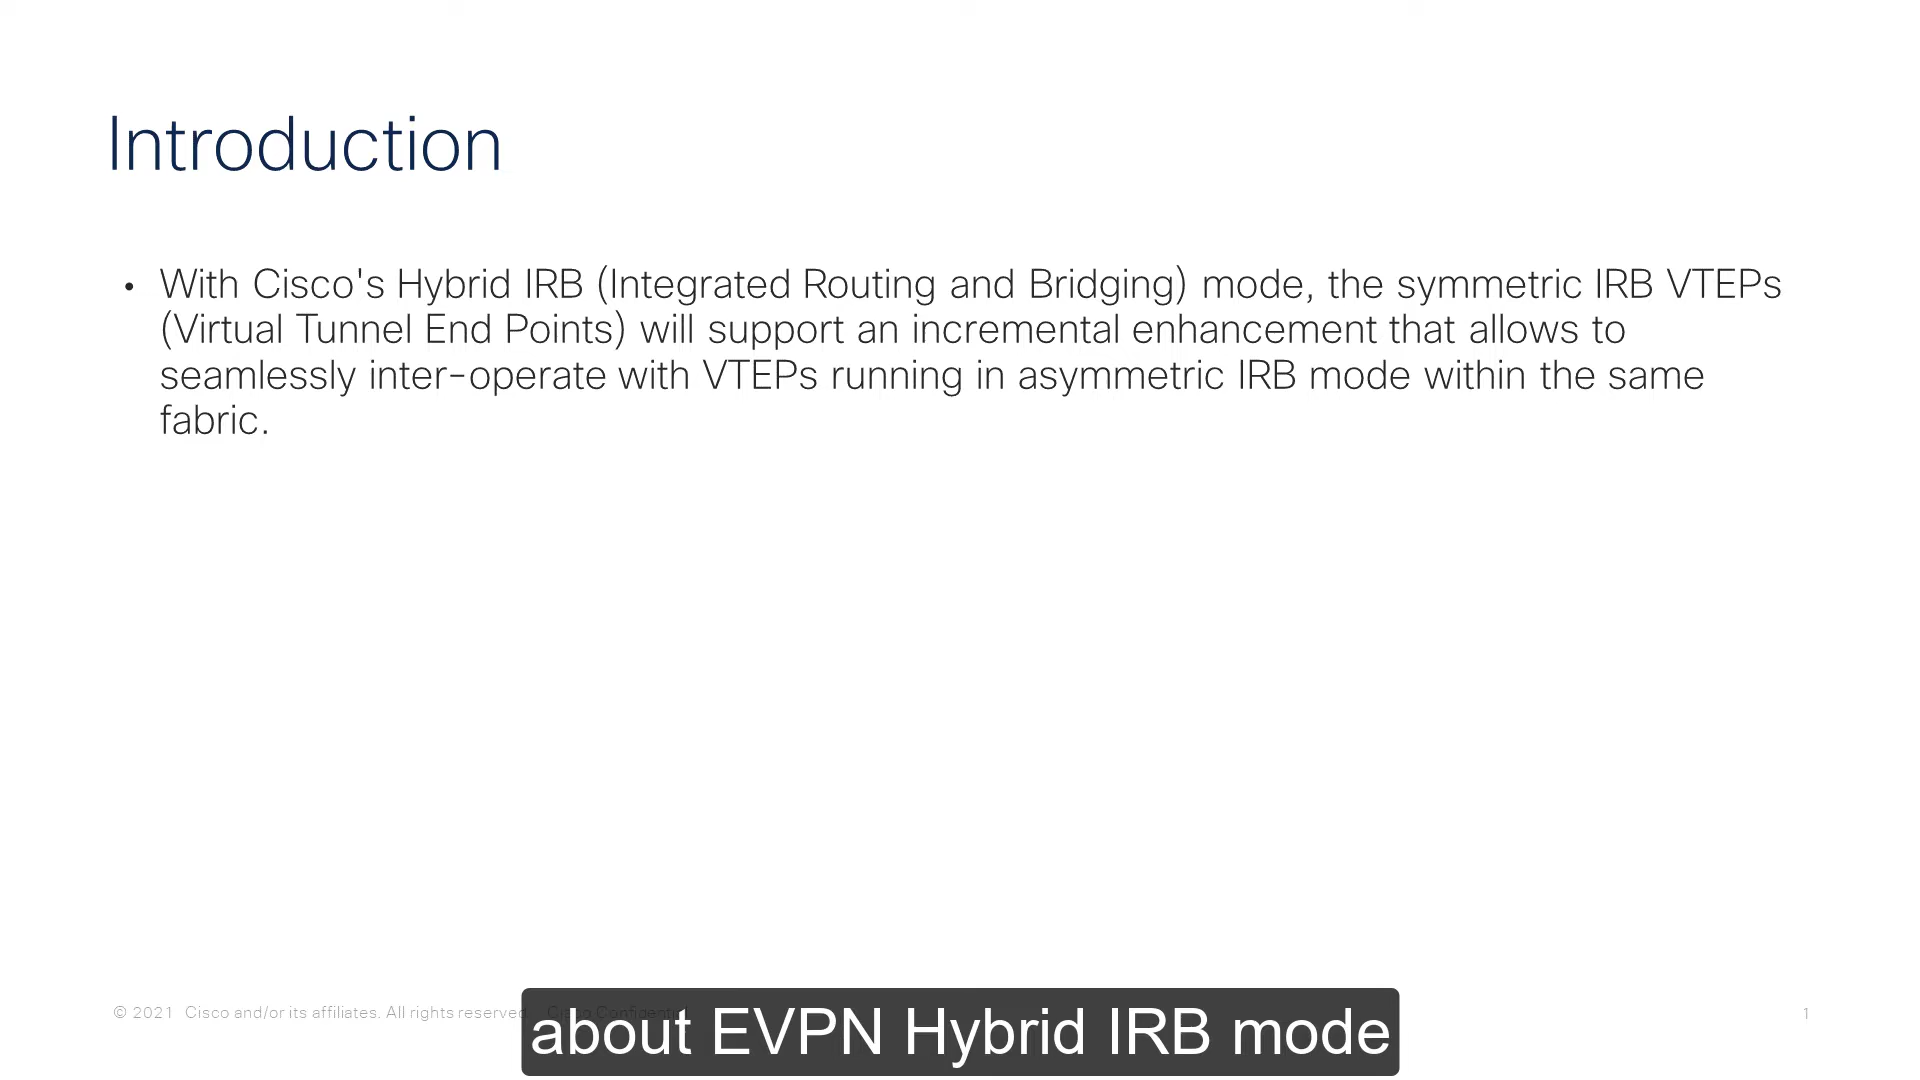 Introduction
• With Cisco's Hybrid IRB (Integrated Routing and Bridging) mode, the symmetric IRB VTEPs
(Virtual Tunnel End Points) will support an incremental enhancement that allows to
seamlessly inter-operate with VTEPs running in asymmetric IRB mode within the same
fabric.
© 2021 Cisco and/or its affiliates. All rights reserved. Cisco Confidential
1
about EVPN Hybrid IRB mode